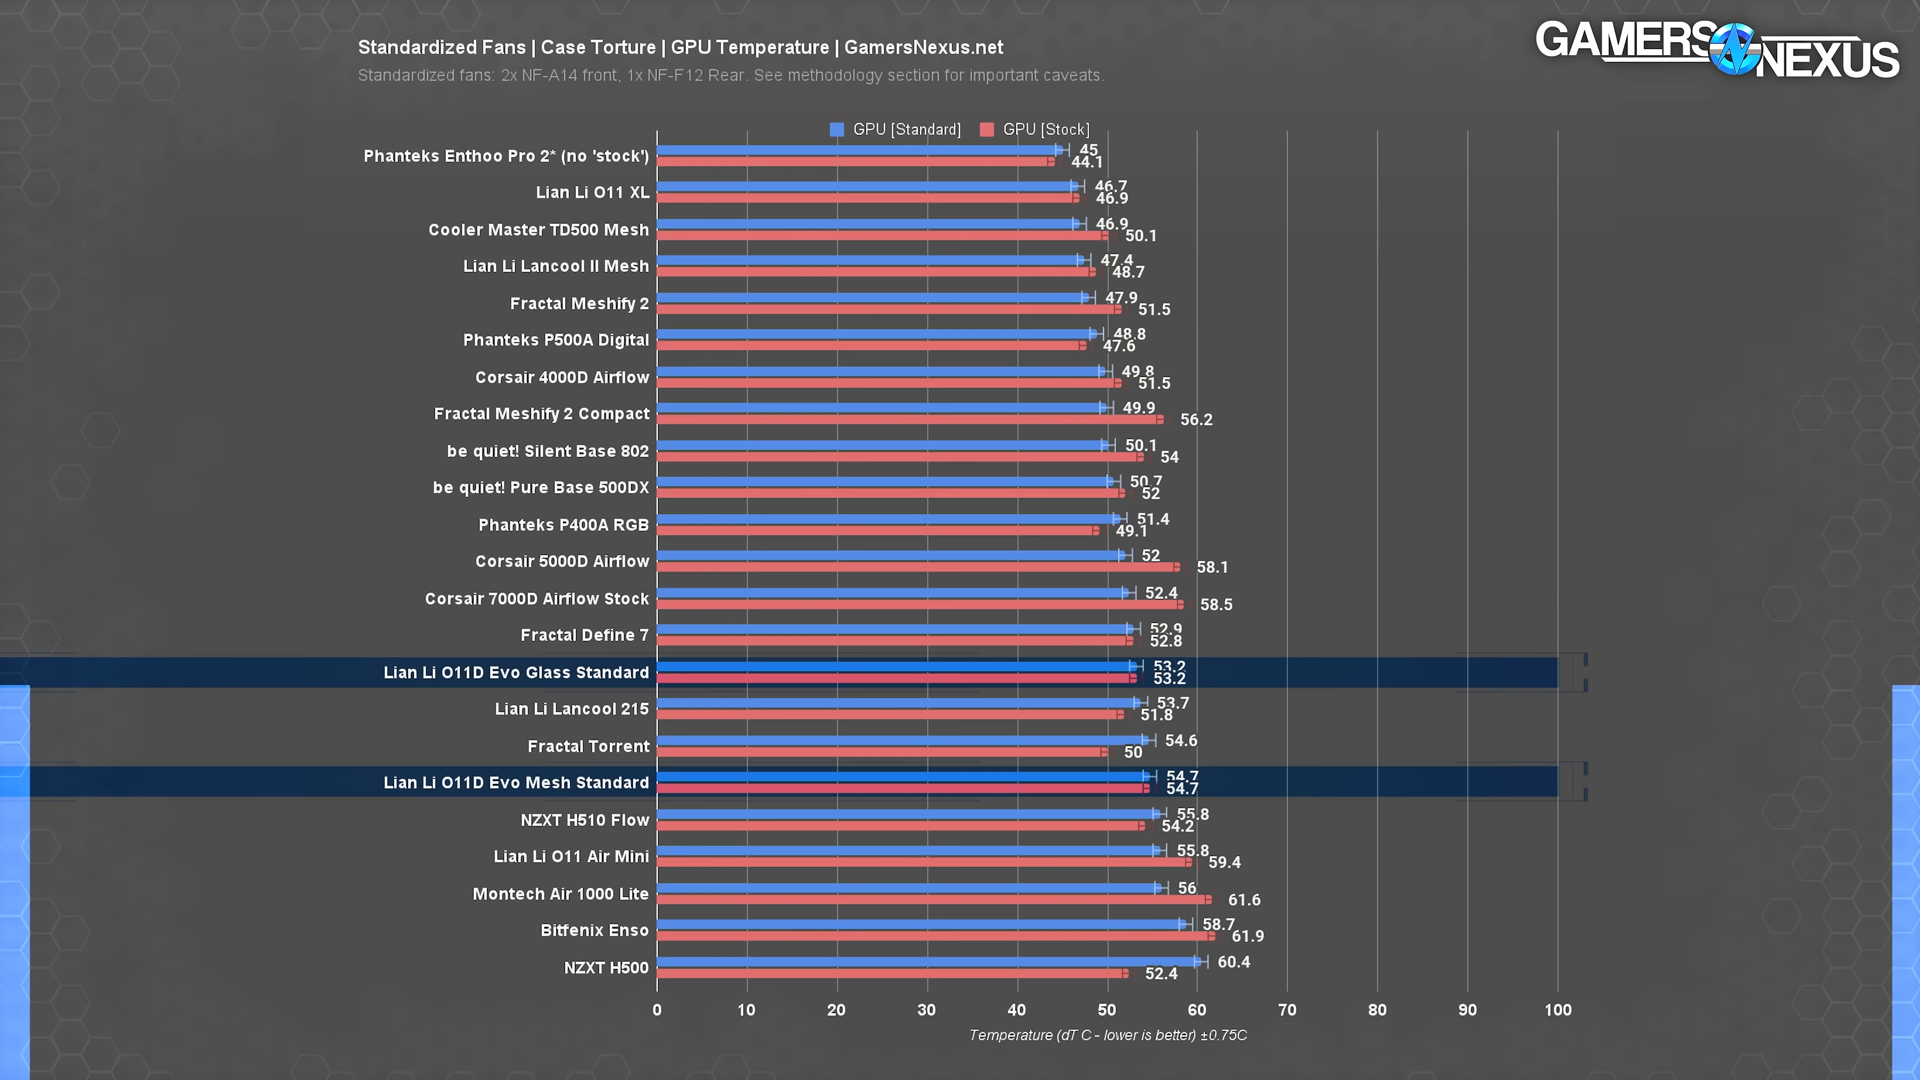 Standardized Fans | Case Torture | GPU Temperature | GamersNexus.net
GAMERS NEXUS
Standardized fans: 2x NF-A14 front, 1x NF-F12 Rear. See methodology section for important caveats.
GPU [Standard] GPU [Stock]
Phanteks Enthoo Pro 2* (no 'stock') 45
44.1
Lian Li O11 XL 46.7
46.9
Cooler Master TD500 Mesh 46.9
50.1
Lian Li Lancool II Mesh 47.4
48.7
Fractal Meshify 2 47.9
51.5
Phanteks P500A Digital 48.8
47.6
Corsair 4000D Airflow 49.8
51.5
Fractal Meshify 2 Compact 49.9
56.2
be quiet! Silent Base 802 50.1
54
be quiet! Pure Base 500DX 50.7
52
Phanteks P400A RGB 51.4
49.1
Corsair 5000D Airflow 52
58.1
Corsair 7000D Airflow Stock 52.4
58.5
Fractal Define 7 52.9
52.8
Lian Li O11D Evo Glass Standard 53.2
53.2
Lian Li Lancool 215 53.7
51.8
Fractal Torrent 54.6
50
Lian Li O11D Evo Mesh Standard 54.7
54.7
NZXT H510 Flow 55.8
54.2
Lian Li O11 Air Mini 55.8
59.4
Montech Air 1000 Lite 56
61.6
Bitfenix Enso 58.7
61.9
NZXT H500 60.4
52.4
0 10 20 30 40 50 60 70 80 90 100
Temperature (dT C - lower is better) ±0.75C